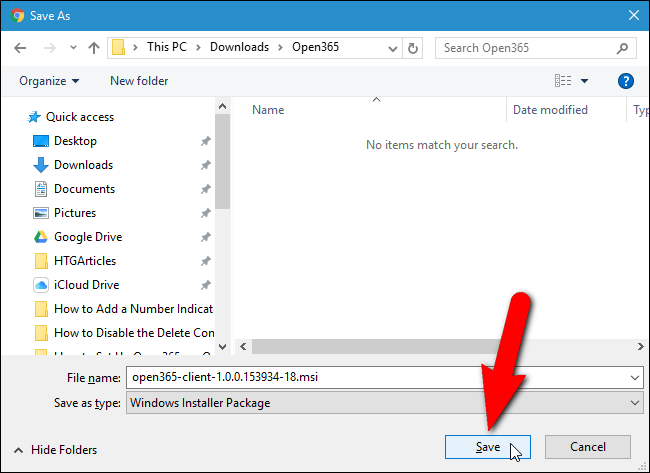 Save As
This PC > Downloads > Open365
Search Open365
Organize
New folder
?
Name
Date modified
Typ
Quick access
Desktop
Downloads
Documents
Pictures
Google Drive
HTGArticles
iCloud Drive
How to Add a Number Indicat
How to Disable the Delete Con
No items match your search.
File name:
open365-client-1.0.0.153934-18.msi
Save as type:
Windows Installer Package
Hide Folders
Save
Cancel